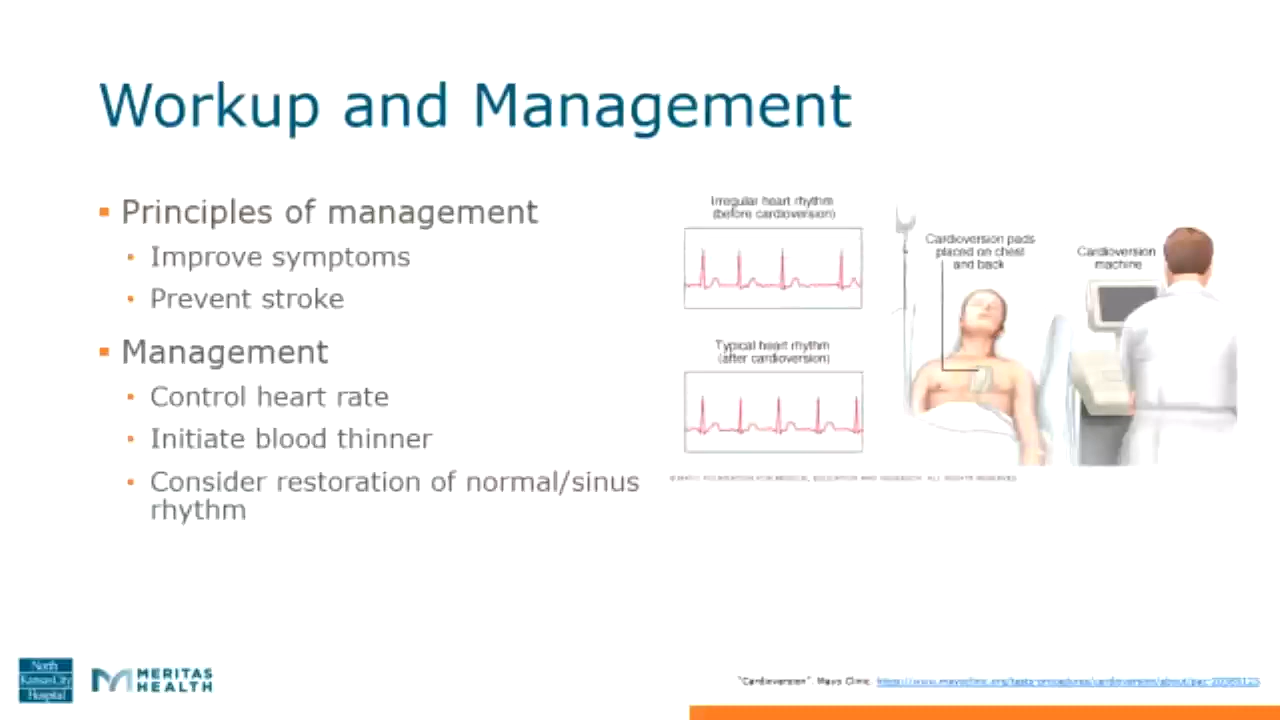 Workup and Management
Principles of management
Improve symptoms
Prevent stroke
Management
Control heart rate
Initiate blood thinner
Consider restoration of normal/sinus
rhythm
Irregular heart rhythm
(before cardioversion)
Typical heart rhythm
(after cardioversion)
Cardioversion pads
placed on chest
and back
Cardioversion
machine
North
Kansas City
Hospital
MERITAS
HEALTH
"Cardioversion". Mayo Clinic.